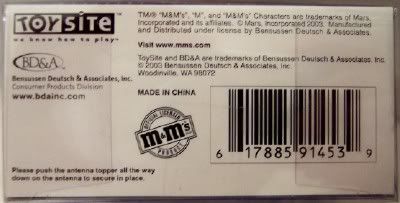 TOYSITE
we know how to play™
BD&A
Bensussen Deutsch & Associates, Inc.
Consumer Products Division
www.bdainc.com
TM/® "M&M's", "M", and "M&M's" Characters are trademarks of Mars,
Incorporated and its affiliates. © Mars, Incorporated 2003. Manufactured
and Distributed under license by Bensussen Deutsch & Associates.
Visit www.mms.com
ToySite and BD&A are trademarks of Bensussen Deutsch & Associates, Inc.
© 2003 Bensussen Deutsch & Associates, Inc.
Woodinville, WA 98072
MADE IN CHINA
OFFICIAL LICENSED
m&m's
PRODUCT
6 17885 91453 9
Please push the antenna topper all the way
down on the antenna to secure in place.